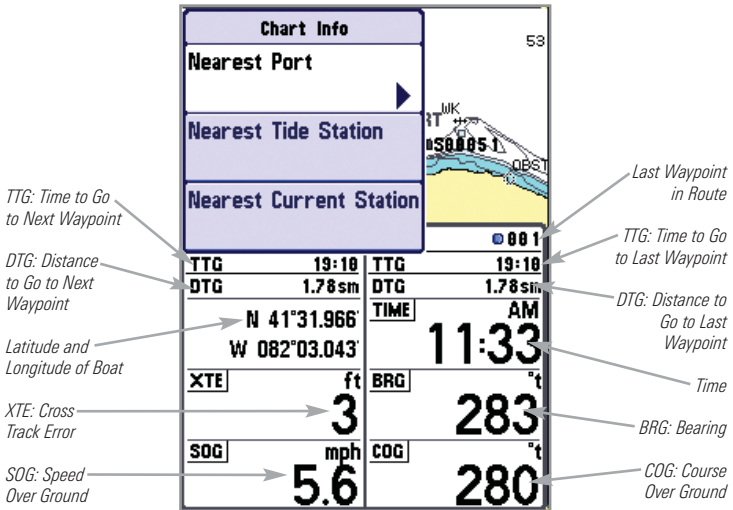 Chart Info
Nearest Port
Nearest Tide Station
Nearest Current Station
53
WK
OBST
001
TTG 19:10
DTG 1.78sm
TTG 19:10
DTG 1.78sm
N 41°31.966'
W 082°03.043'
TIME AM
11:33
XTE ft
3
BRG °t
283
SOG mph
5.6
COG °t
280
TTG: Time to Go
to Next Waypoint
DTG: Distance
to Go to Next
Waypoint
Latitude and
Longitude of Boat
XTE: Cross
Track Error
SOG: Speed
Over Ground
Last Waypoint
in Route
TTG: Time to Go
to Last Waypoint
DTG: Distance to
Go to Last
Waypoint
Time
BRG: Bearing
COG: Course
Over Ground